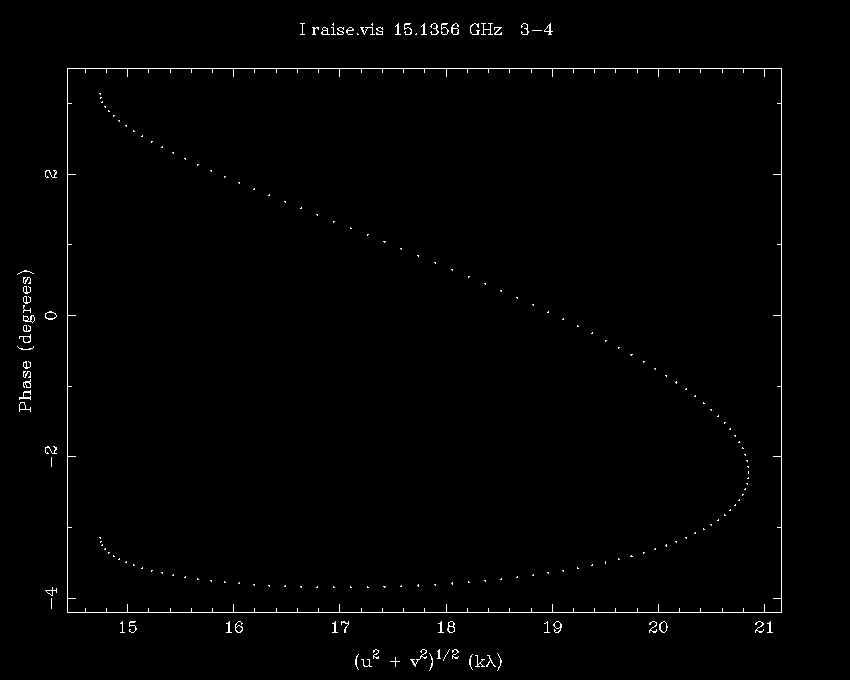 I raise.vis 15.1356 GHz 3−4
2
0
−2
−4
Phase (degrees)
15 16 17 18 19 20 21
(u² + v²)^1/2 (kλ)